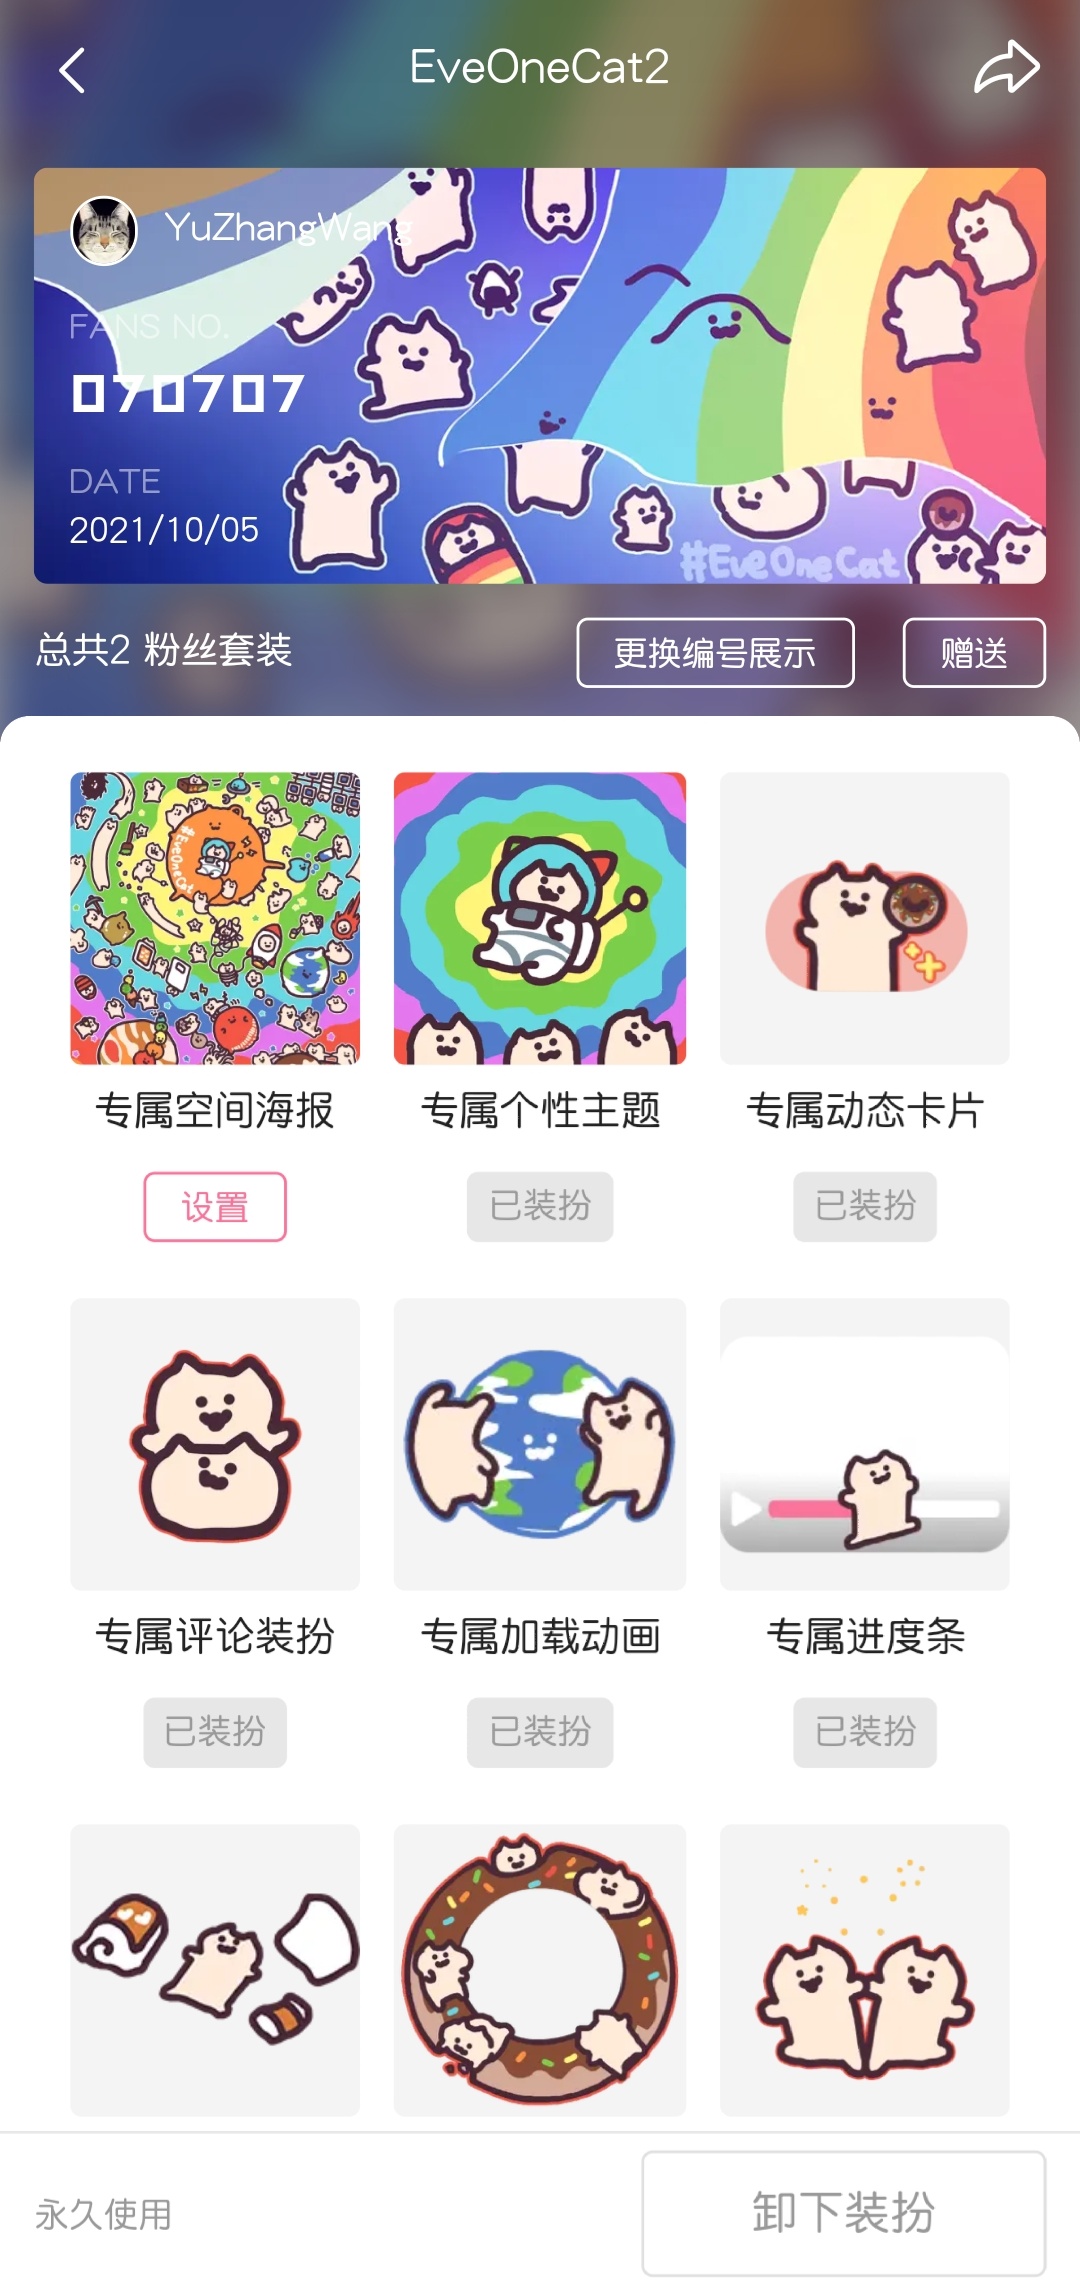 EveOneCat2
YuZhangWang
FANS NO.
070707
DATE
2021/10/05
#EveOneCat
总共2 粉丝套装
更换编号展示
赠送
#EveOneCat
专属空间海报
专属个性主题
专属动态卡片
设置
已装扮
已装扮
专属评论装扮
专属加载动画
专属进度条
已装扮
已装扮
已装扮
永久使用
卸下装扮